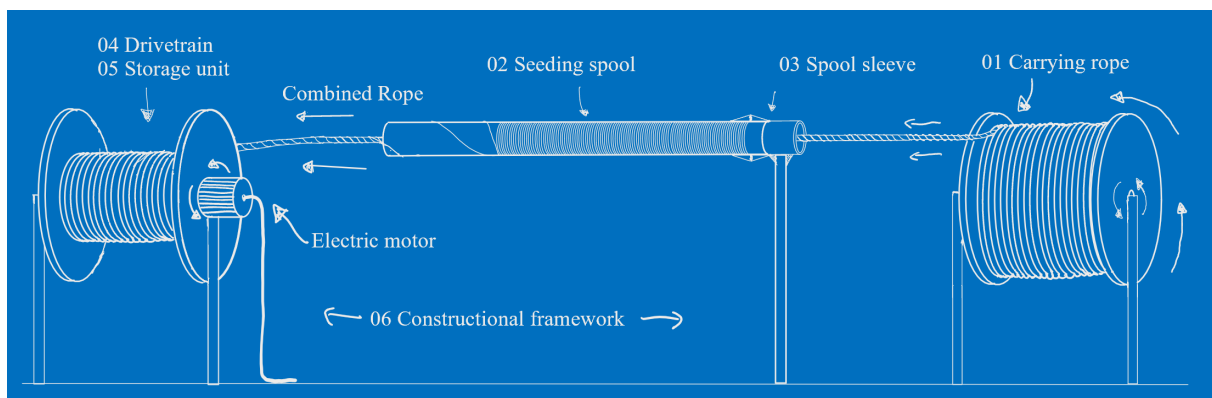 04 Drivetrain
05 Storage unit
Combined Rope
02 Seeding spool
03 Spool sleeve
01 Carrying rope
Electric motor
06 Constructional framework